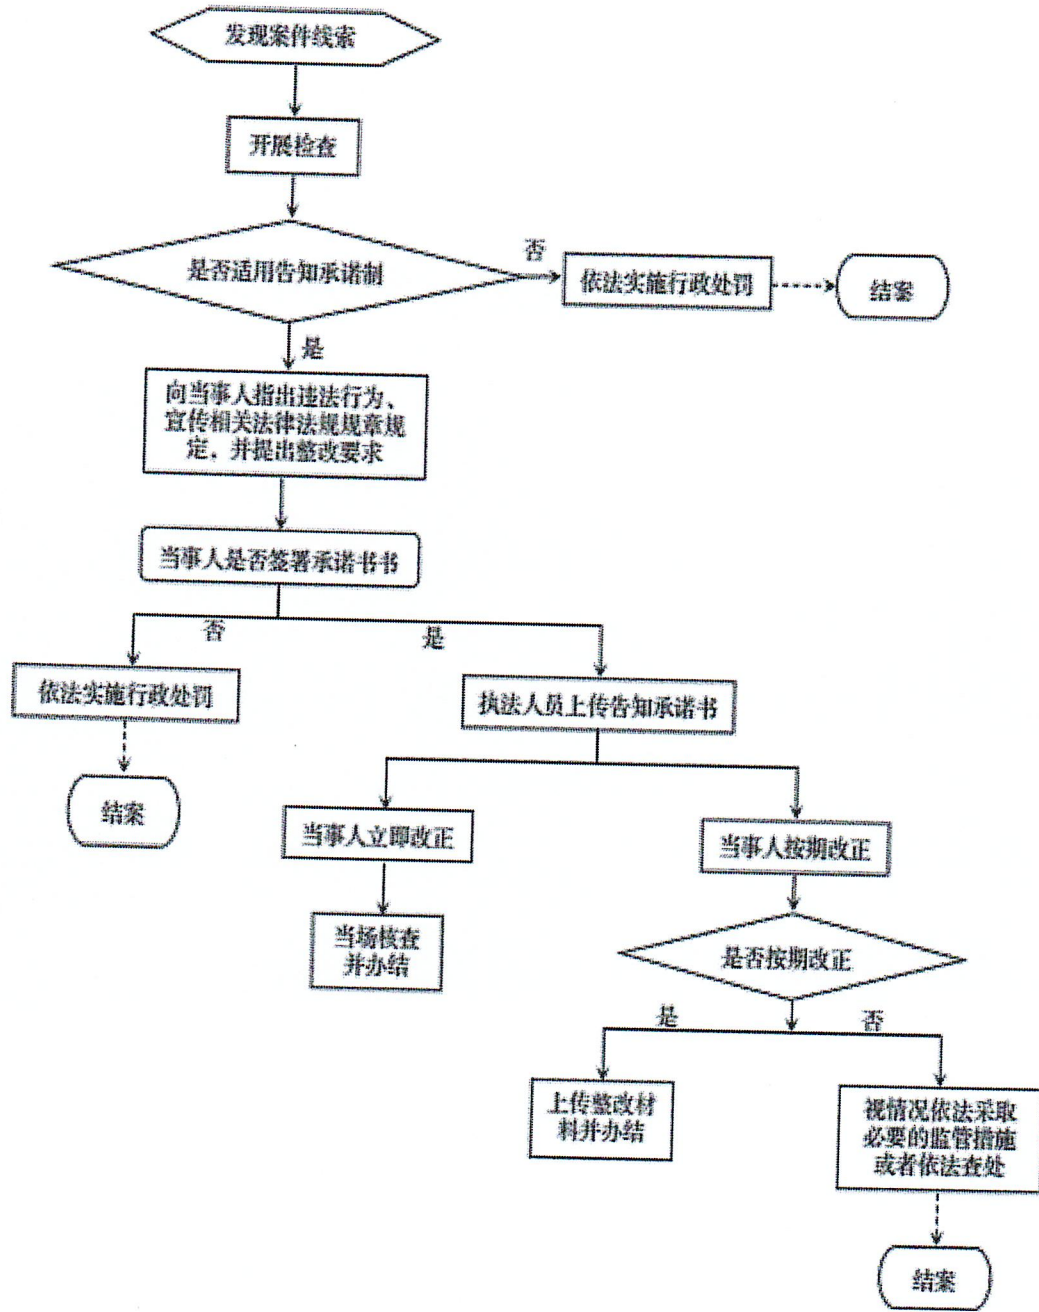 发现案件线索
开展检查
是否适用告知承诺制
否
依法实施行政处罚
结案
是
向当事人指出违法行为、
宣传相关法律法规规章规
定，并提出整改要求
当事人是否签署承诺书书
否
是
依法实施行政处罚
执法人员上传告知承诺书
结案
当事人立即改正
当事人按期改正
当场核查
并办结
是否按期改正
是
否
上传整改材
料并办结
视情况依法采取
必要的监管措施
或者依法查处
结案